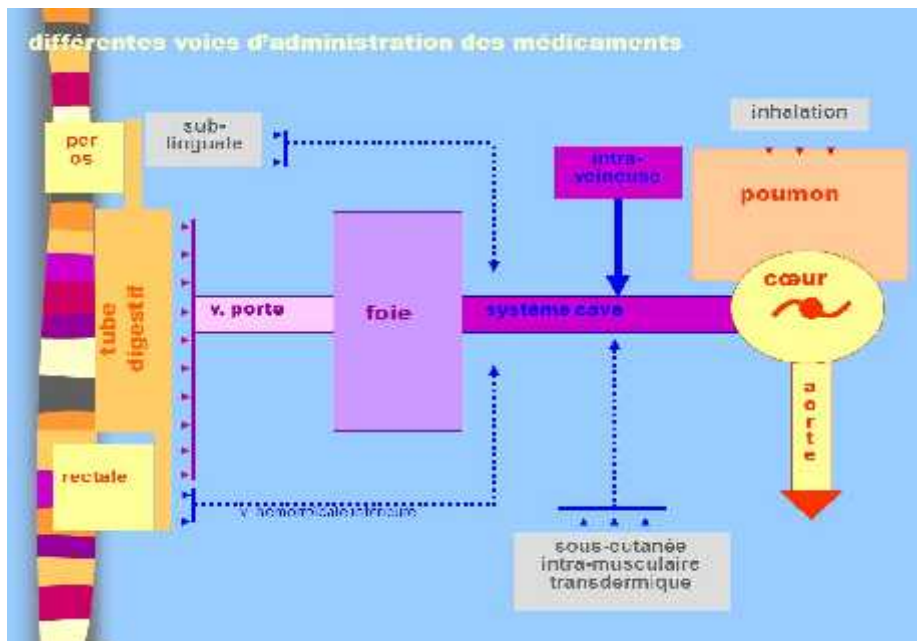 différentes voies d'administration des médicaments
per
os
sub-
linguale
intra-
veineuse
inhalation
poumon
cœur
tube
digestif
v. porte
foie
système cave
aorte
rectale
sous-cutanée
intra-musculaire
transdermique